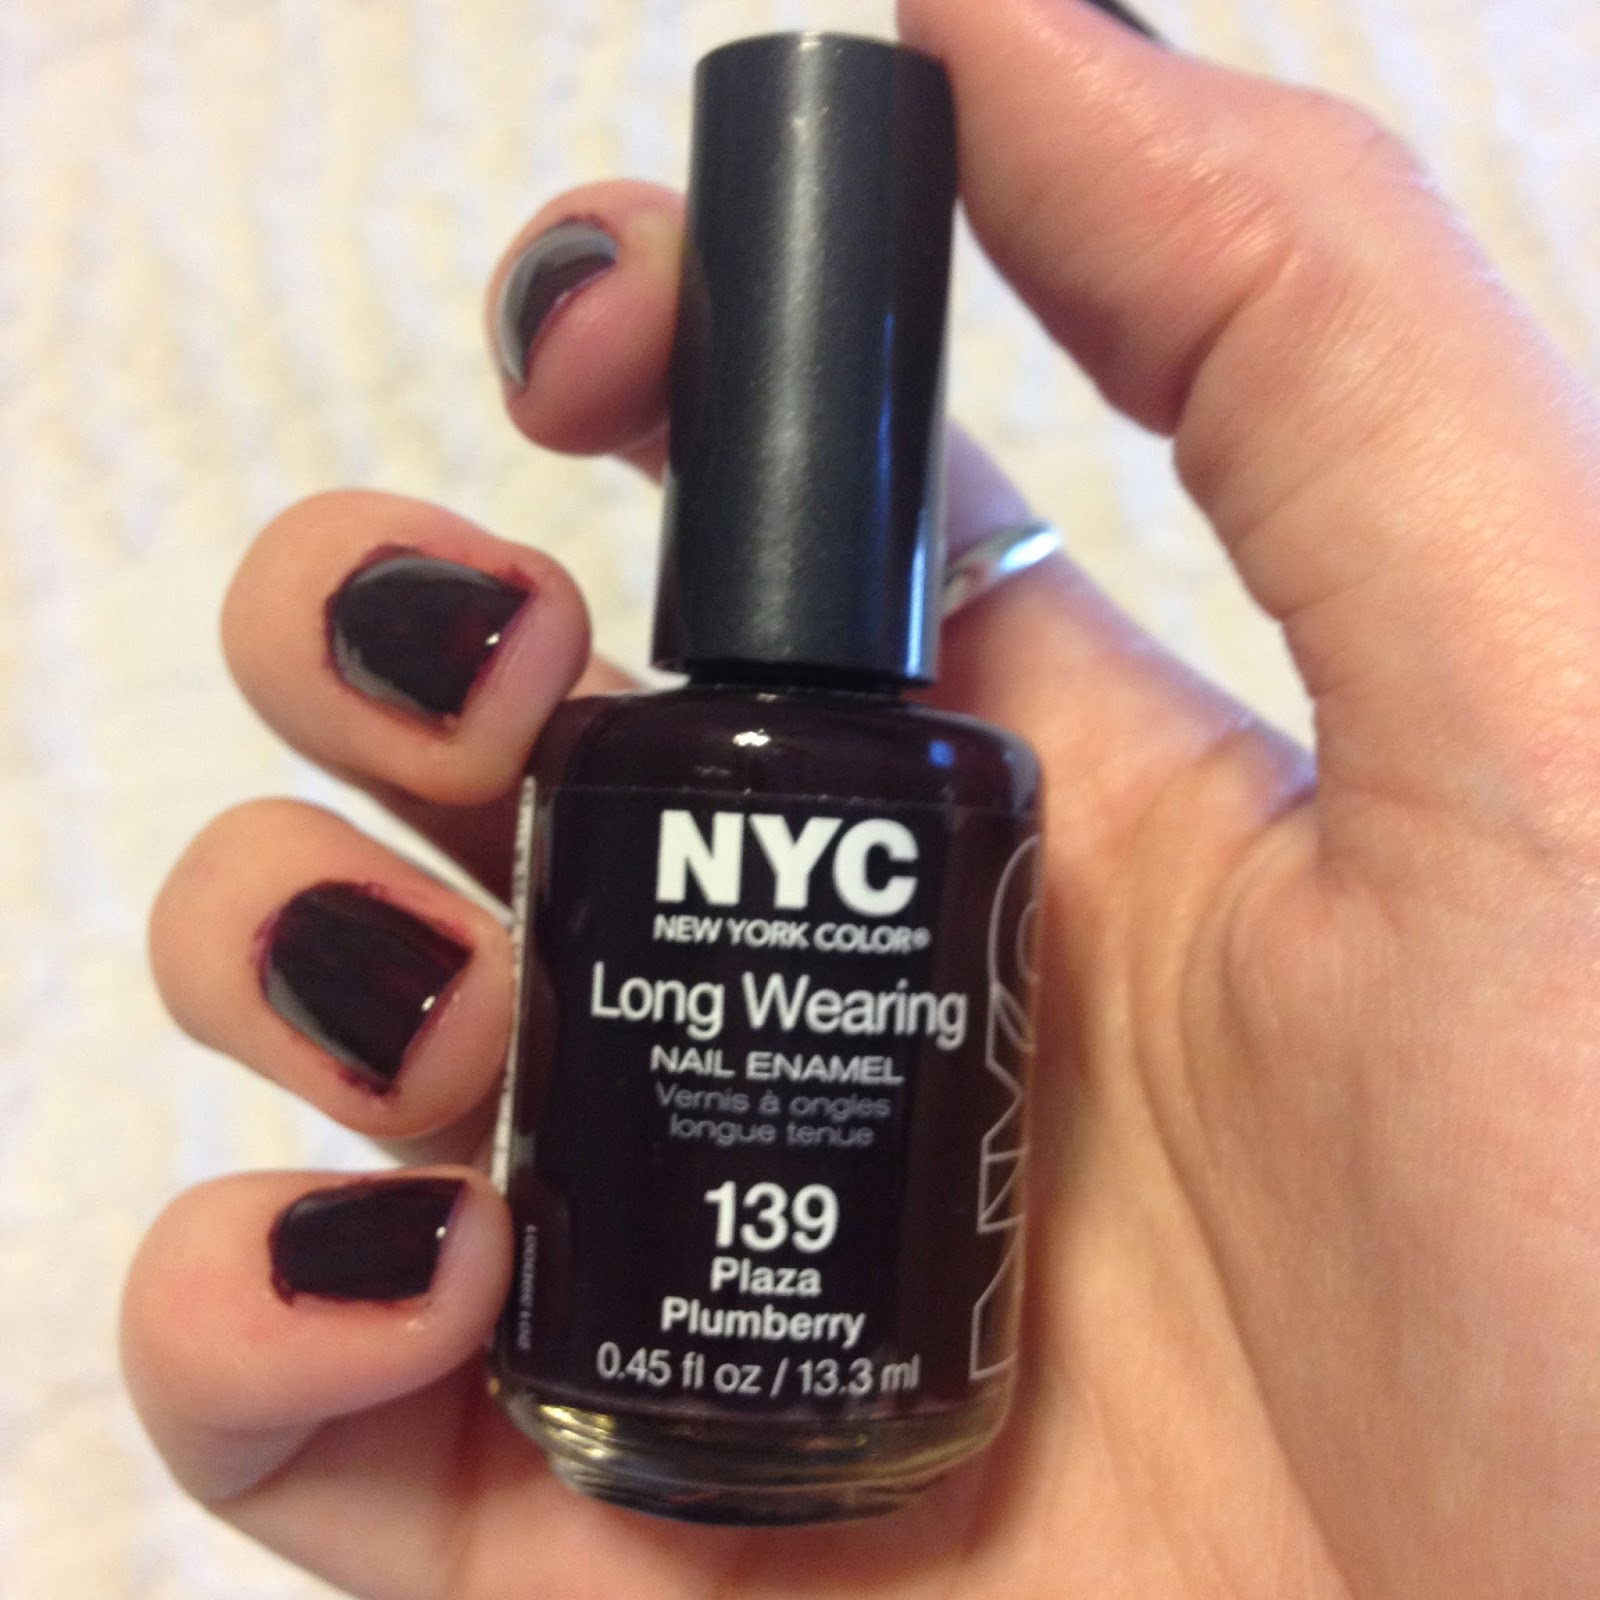 NYC
NEW YORK COLOR®
Long Wearing
NAIL ENAMEL
Vernis à ongles
longue tenue
139
Plaza
Plumberry
0.45 fl oz / 13.3 ml
NYC